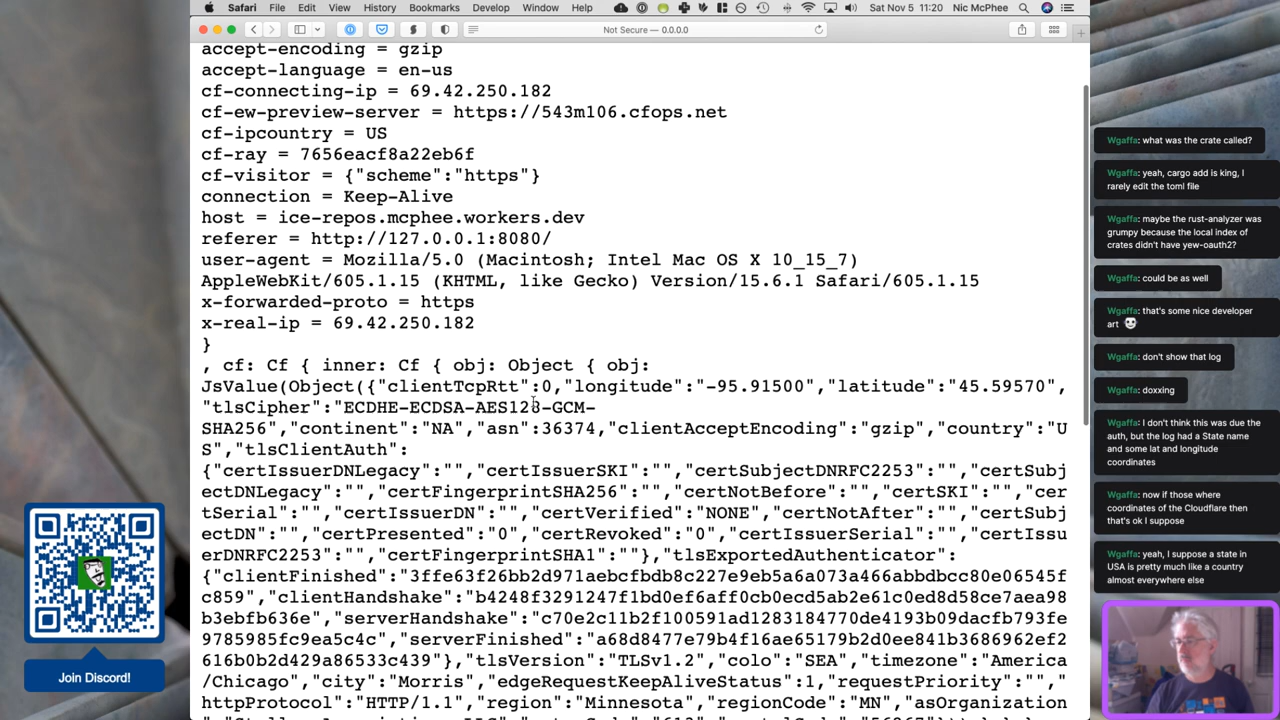 Safari File Edit View History Bookmarks Develop Window Help Sat Nov 5 11:20 Nic McPhee
Not Secure — 0.0.0.0
accept-encoding = gzip
accept-language = en-us
cf-connecting-ip = 69.42.250.182
cf-ew-preview-server = https://543m106.cfops.net
cf-ipcountry = US
cf-ray = 7656eacf8a22eb6f
cf-visitor = {"scheme":"https"}
connection = Keep-Alive
host = ice-repos.mcphee.workers.dev
referer = http://127.0.0.1:8080/
user-agent = Mozilla/5.0 (Macintosh; Intel Mac OS X 10_15_7)
AppleWebKit/605.1.15 (KHTML, like Gecko) Version/15.6.1 Safari/605.1.15
x-forwarded-proto = https
x-real-ip = 69.42.250.182
}
, cf: Cf { inner: Cf { obj: Object { obj:
JsValue(Object({"clientTcpRtt":0,"longitude":"-95.91500","latitude":"45.59570",
"tlsCipher":"ECDHE-ECDSA-AES128-GCM-
SHA256","continent":"NA","asn":36374,"clientAcceptEncoding":"gzip","country":"U
S","tlsClientAuth":
{"certIssuerDNLegacy":"","certIssuerSKI":"","certSubjectDNRFC2253":"","certSubj
ectDNLegacy":"","certFingerprintSHA256":"","certNotBefore":"","certSKI":"","cer
tSerial":"","certIssuerDN":"","certVerified":"NONE","certNotAfter":"","certSubj
ectDN":"","certPresented":"0","certRevoked":"0","certIssuerSerial":"","certIssu
erDNRFC2253":"","certFingerprintSHA1":""},"tlsExportedAuthenticator":
{"clientFinished":"3ffe63f26bb2d971aebcfbdb8c227e9eb5a6a073a466abbdbcc80e06545f
c859","clientHandshake":"b4248f3291247f1bd0ef6aff0cb0ecd5ab2e61c0ed8d58ce7aea98
b3ebfb636e","serverHandshake":"c70e2c11b2f100591ad1283184770de4193b09dacfb793fe
9785985fc9ea5c4c","serverFinished":"a68d8477e79b4f16ae65179b2d0ee841b3686962ef2
616b0b2d429a86533c439"},"tlsVersion":"TLSv1.2","colo":"SEA","timezone":"America
/Chicago","city":"Morris","edgeRequestKeepAliveStatus":1,"requestPriority":"","
httpProtocol":"HTTP/1.1","region":"Minnesota","regionCode":"MN","asOrganization
Wgaffa: what was the crate called?
Wgaffa: yeah, cargo add is king, I
rarely edit the toml file
Wgaffa: maybe the rust-analyzer was
grumpy because the local index of
crates didn't have yew-oauth2?
Wgaffa: could be as well
Wgaffa: that's some nice developer
art
Wgaffa: don't show that log
Wgaffa: doxxing
Wgaffa: I don't think this was due the
auth, but the log had a State name
and some lat and longitude
coordinates
Wgaffa: now if those where
coordinates of the Cloudflare then
that's ok I suppose
Wgaffa: yeah, I suppose a state in
USA is pretty much like a country
almost everywhere else
Join Discord!